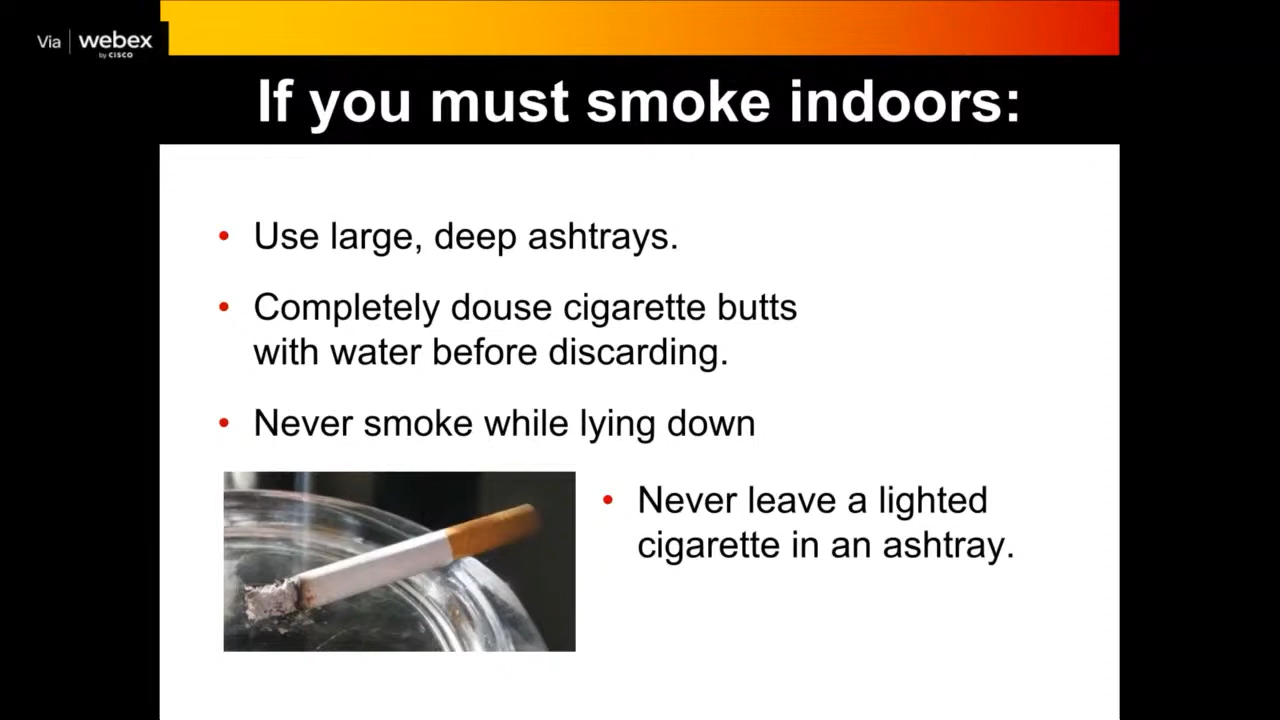 Via webex
by CISCO
If you must smoke indoors:
• Use large, deep ashtrays.
• Completely douse cigarette butts
with water before discarding.
• Never smoke while lying down
• Never leave a lighted
cigarette in an ashtray.